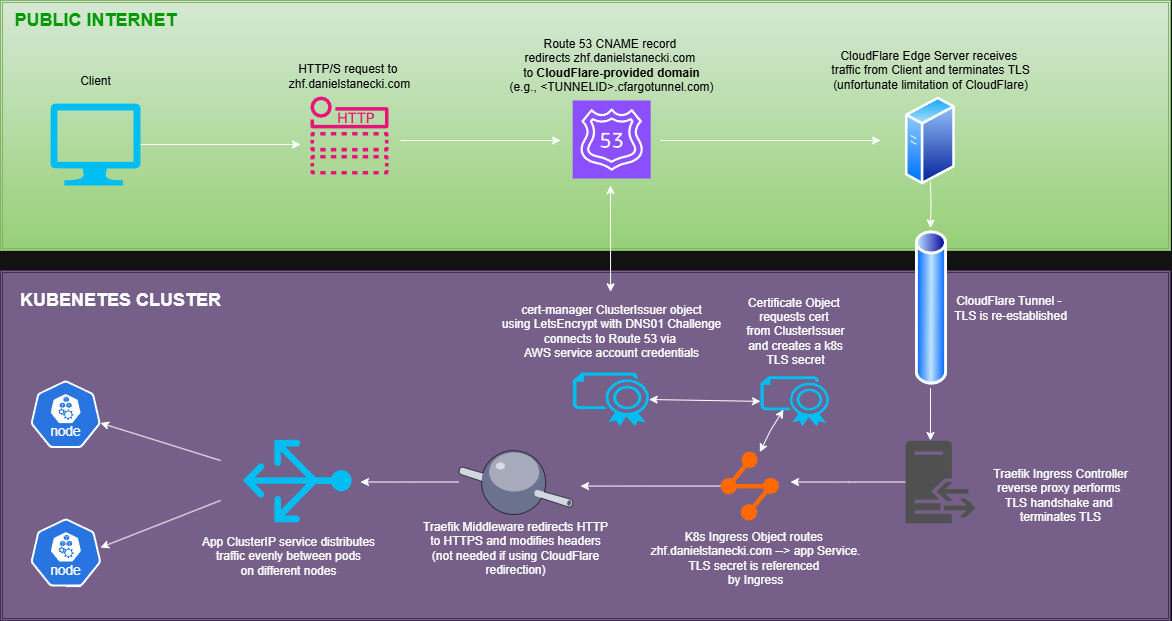 PUBLIC INTERNET
Client
HTTP/S request to
zhf.danielstanecki.com
HTTP
Route 53 CNAME record
redirects zhf.danielstanecki.com
to CloudFlare-provided domain
(e.g., <TUNNELID>.cfargotunnel.com)
53
CloudFlare Edge Server receives
traffic from Client and terminates TLS
(unfortunate limitation of CloudFlare)
KUBENETES CLUSTER
CloudFlare Tunnel -
TLS is re-established
cert-manager ClusterIssuer object
using LetsEncrypt with DNS01 Challenge
connects to Route 53 via
AWS service account credentials
Certificate Object
requests cert
from ClusterIssuer
and creates a k8s
TLS secret
Traefik Ingress Controller
reverse proxy performs
TLS handshake and
terminates TLS
K8s Ingress Object routes
zhf.danielstanecki.com --> app Service.
TLS secret is referenced
by Ingress
Traefik Middleware redirects HTTP
to HTTPS and modifies headers
(not needed if using CloudFlare
redirection)
App ClusterIP service distributes
traffic evenly between pods
on different nodes
node
node